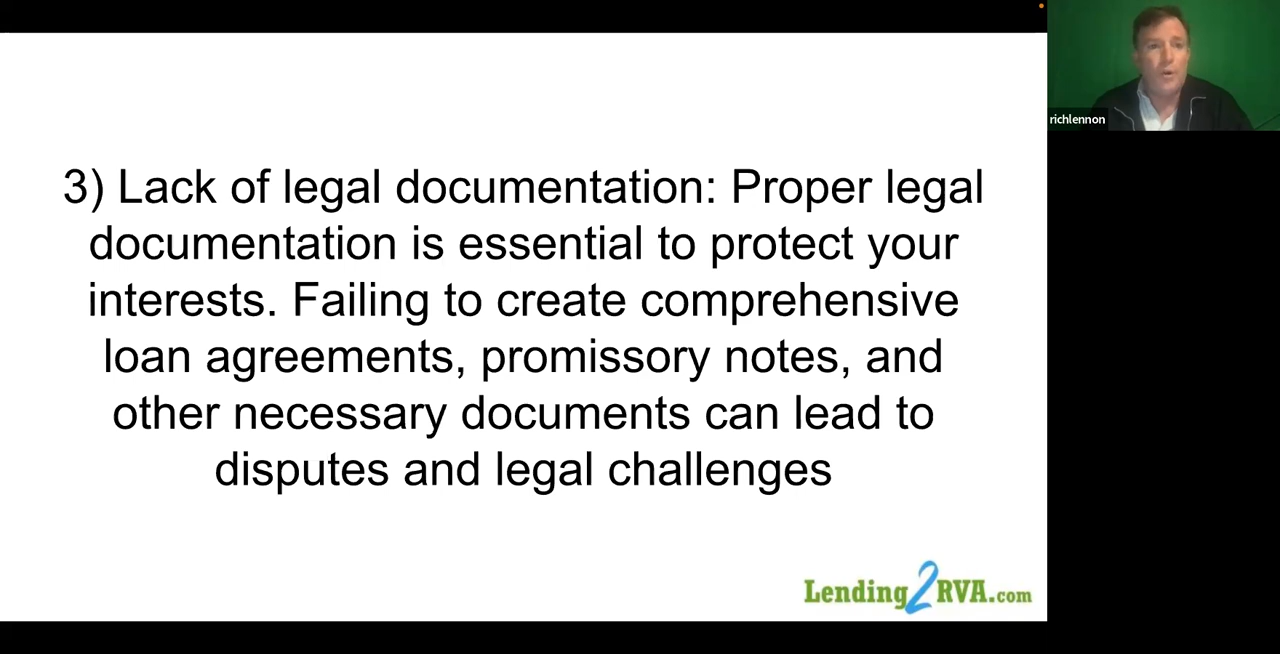 3) Lack of legal documentation: Proper legal
documentation is essential to protect your
interests. Failing to create comprehensive
loan agreements, promissory notes, and
other necessary documents can lead to
disputes and legal challenges
Lending2RVA.com
richlennon